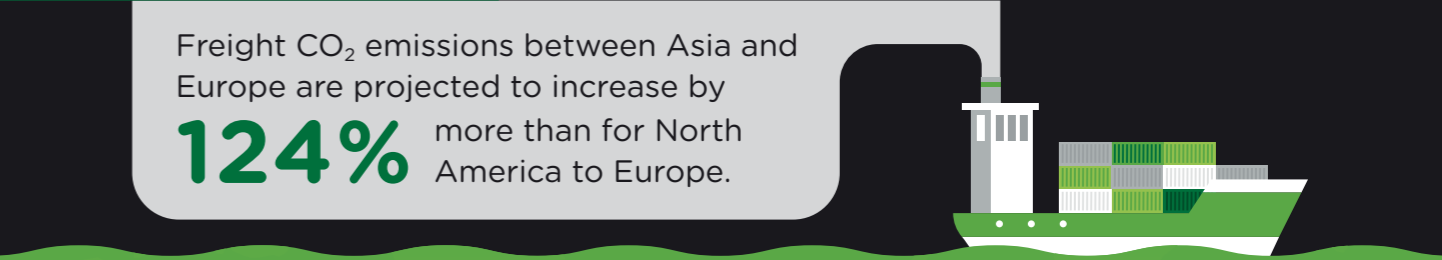 Freight CO₂ emissions between Asia and
Europe are projected to increase by
124% more than for North
America to Europe.